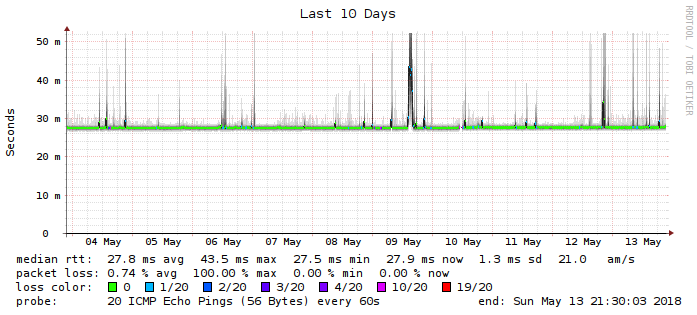 Last 10 Days
RRDTOOL / TOBI OETIKER
Seconds
50 m
40 m
30 m
20 m
10 m
0
04 May 05 May 06 May 07 May 08 May 09 May 10 May 11 May 12 May 13 May
median rtt: 27.8 ms avg 43.5 ms max 27.5 ms min 27.9 ms now 1.3 ms sd 21.0 am/s
packet loss: 0.74 % avg 100.00 % max 0.00 % min 0.00 % now
loss color: 0 1/20 2/20 3/20 4/20 10/20 19/20
probe: 20 ICMP Echo Pings (56 Bytes) every 60s end: Sun May 13 21:30:03 2018